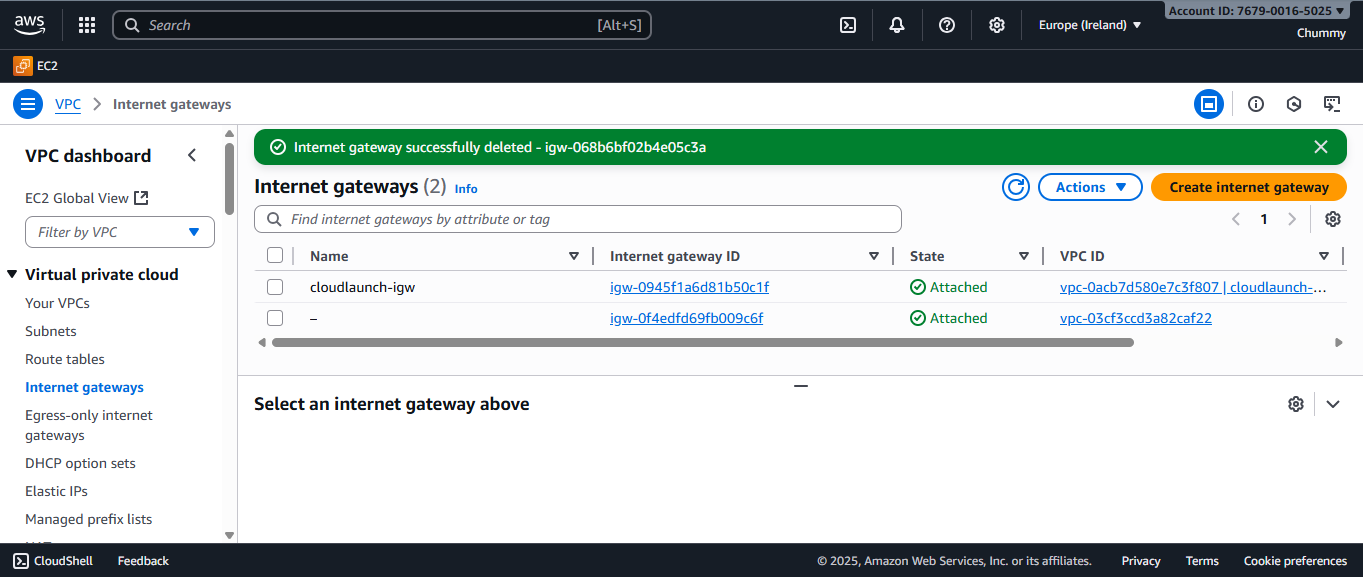 aws
Search [Alt+S]
Europe (Ireland)
Account ID: 7679-0016-5025
Chummy
EC2
VPC Internet gateways
VPC dashboard
EC2 Global View
Filter by VPC
Virtual private cloud
Your VPCs
Subnets
Route tables
Internet gateways
Egress-only internet
gateways
DHCP option sets
Elastic IPs
Managed prefix lists
Internet gateway successfully deleted - igw-068b6bf02b4e05c3a
Internet gateways (2) Info
Actions
Create internet gateway
Find internet gateways by attribute or tag
1
Name Internet gateway ID State VPC ID
cloudlaunch-igw igw-0945f1a6d81b50c1f Attached vpc-0acb7d580e7c3f807 | cloudlaunch-...
– igw-0f4edfd69fb009c6f Attached vpc-03cf3ccd3a82caf22
Select an internet gateway above
CloudShell Feedback © 2025, Amazon Web Services, Inc. or its affiliates. Privacy Terms Cookie preferences